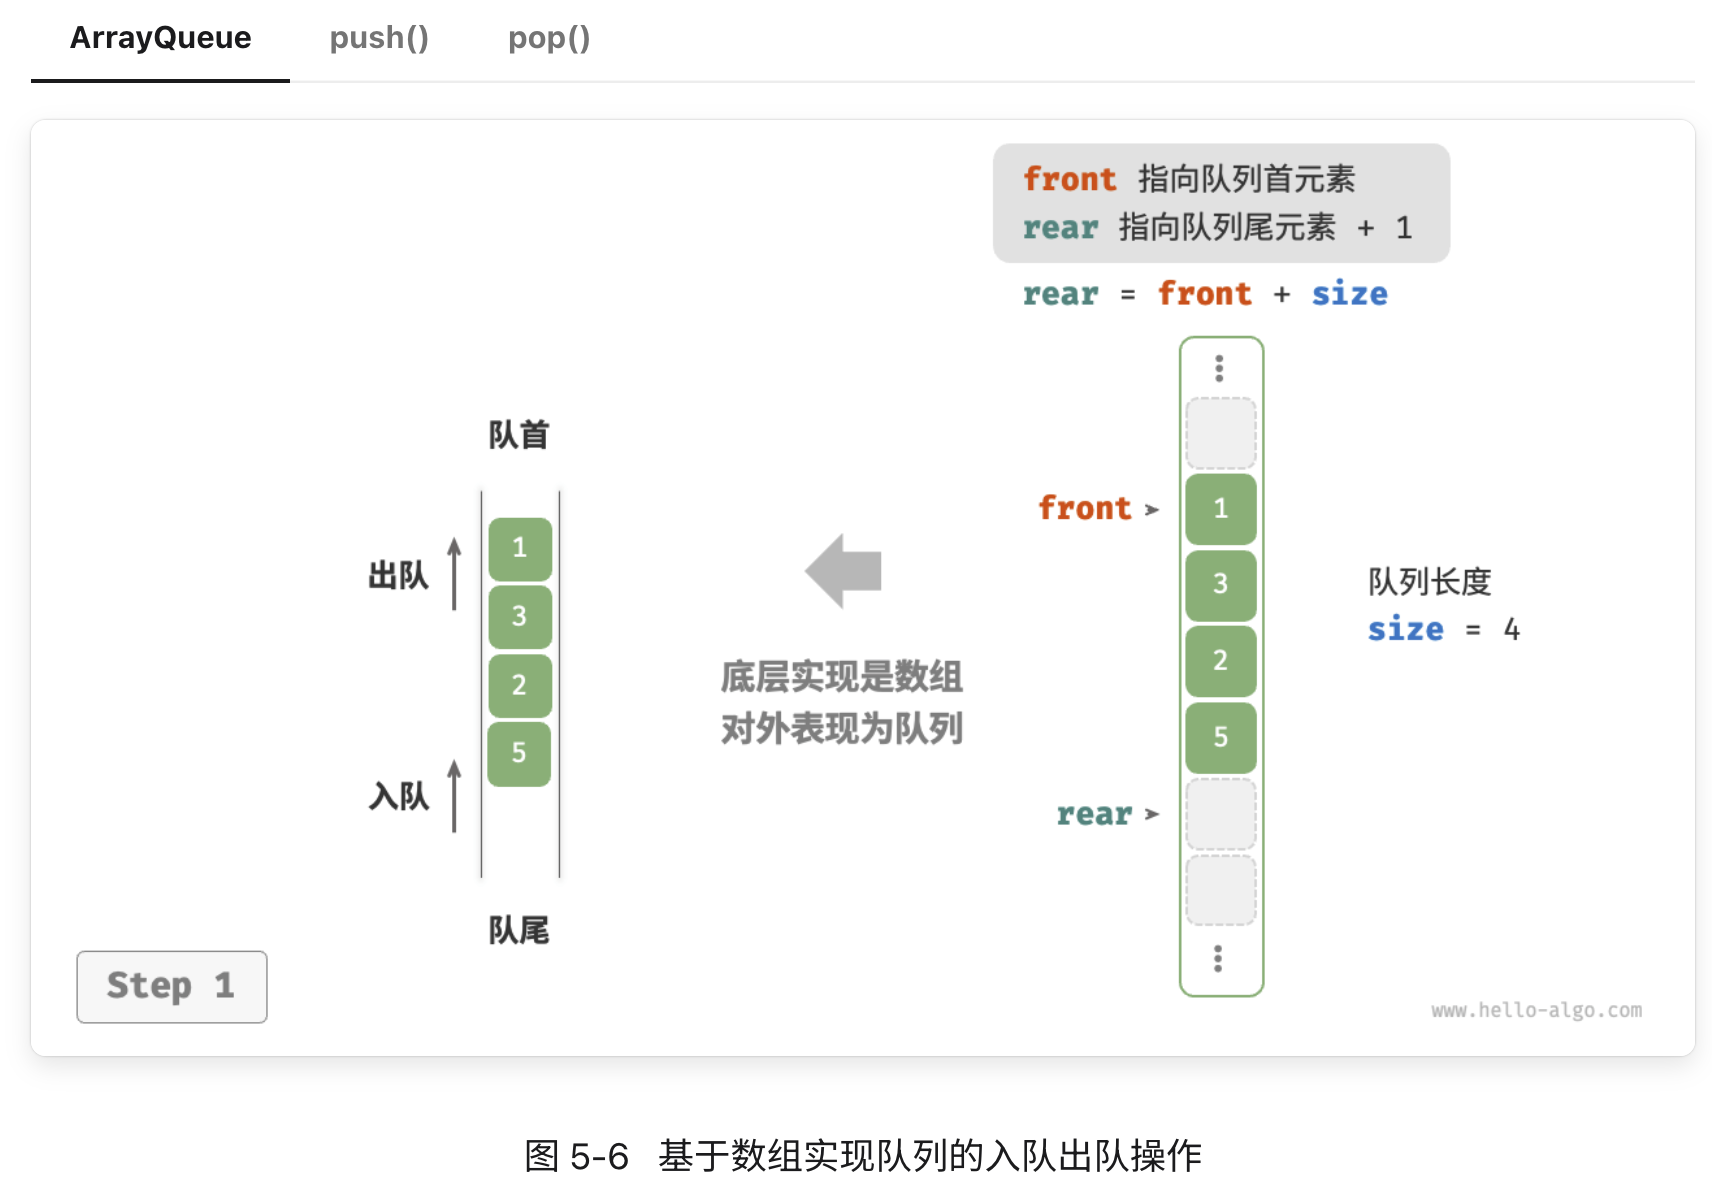 ArrayQueue push() pop()
front 指向队列首元素
rear 指向队列尾元素 + 1
rear = front + size
队首
出队
1
3
2
5
入队
队尾
底层实现是数组
对外表现为队列
front
1
3
2
5
rear
队列长度
size = 4
Step 1
www.hello-algo.com
图 5-6 基于数组实现队列的入队出队操作